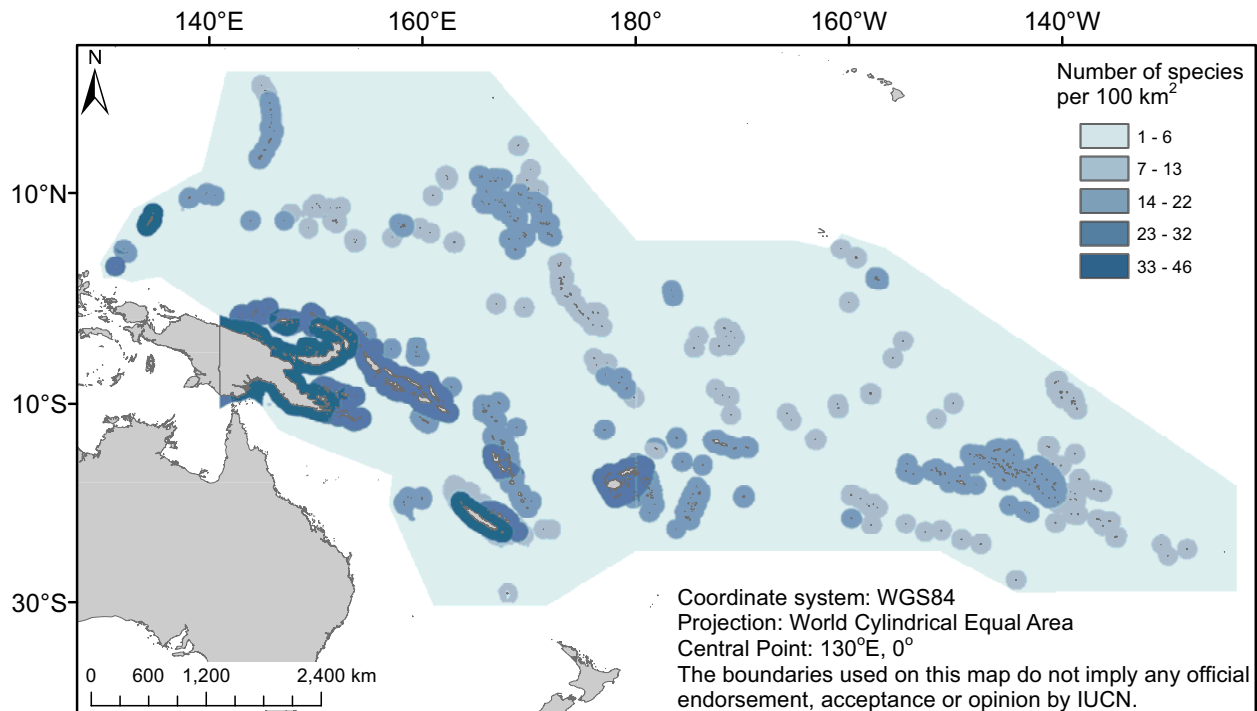 140°E 160°E 180° 160°W 140°W
N
Number of species
per 100 km²
1 - 6
7 - 13
14 - 22
23 - 32
33 - 46
10°N
10°S
30°S
Coordinate system: WGS84
Projection: World Cylindrical Equal Area
Central Point: 130°E, 0°
The boundaries used on this map do not imply any official
endorsement, acceptance or opinion by IUCN.
0 600 1,200 2,400 km